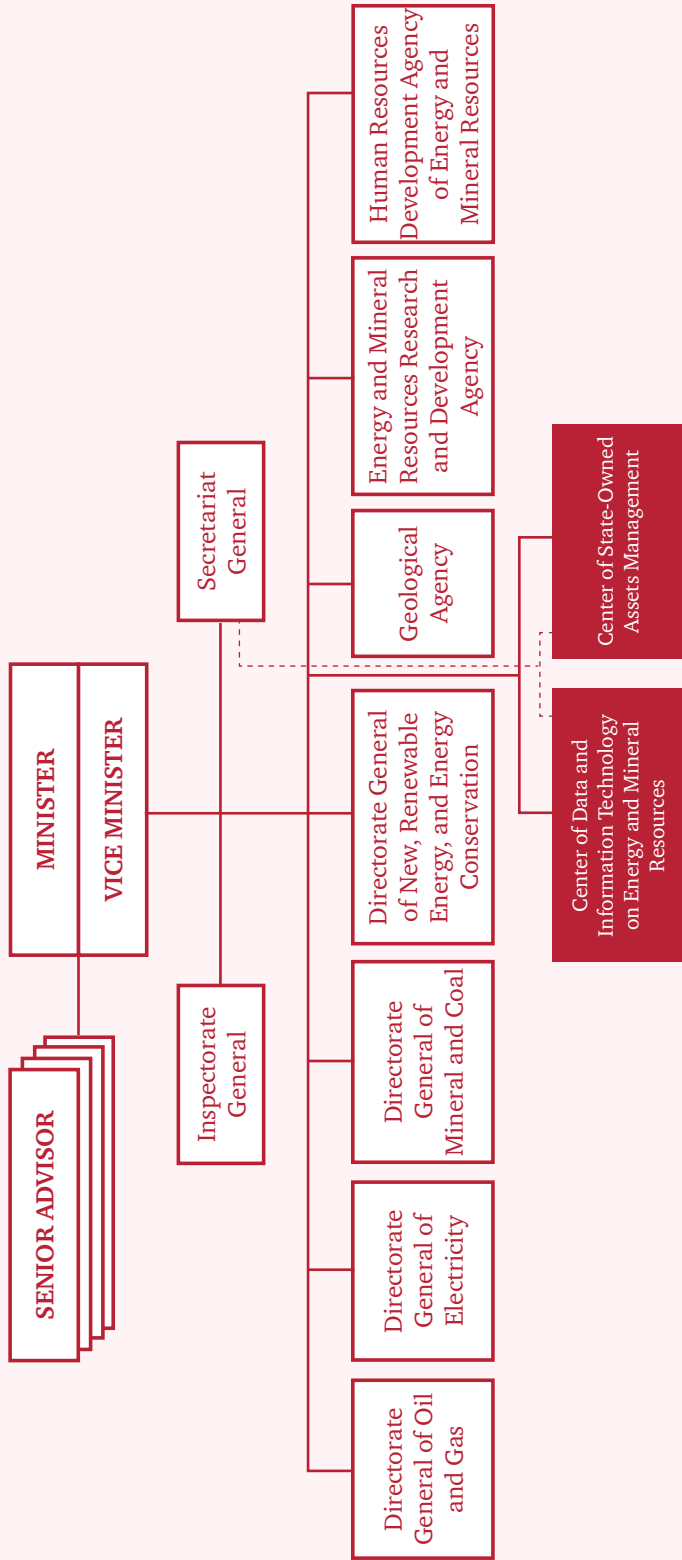 MINISTER
VICE MINISTER
SENIOR ADVISOR
Inspectorate
General
Secretariat
General
Directorate
General of Oil
and Gas
Directorate
General of
Electricity
Directorate
General of
Mineral and Coal
Directorate General
of New, Renewable
Energy, and Energy
Conservation
Geological
Agency
Energy and Mineral
Resources Research
and Development
Agency
Human Resources
Development Agency
of Energy and
Mineral Resources
Center of Data and
Information Technology
on Energy and Mineral
Resources
Center of State-Owned
Assets Management